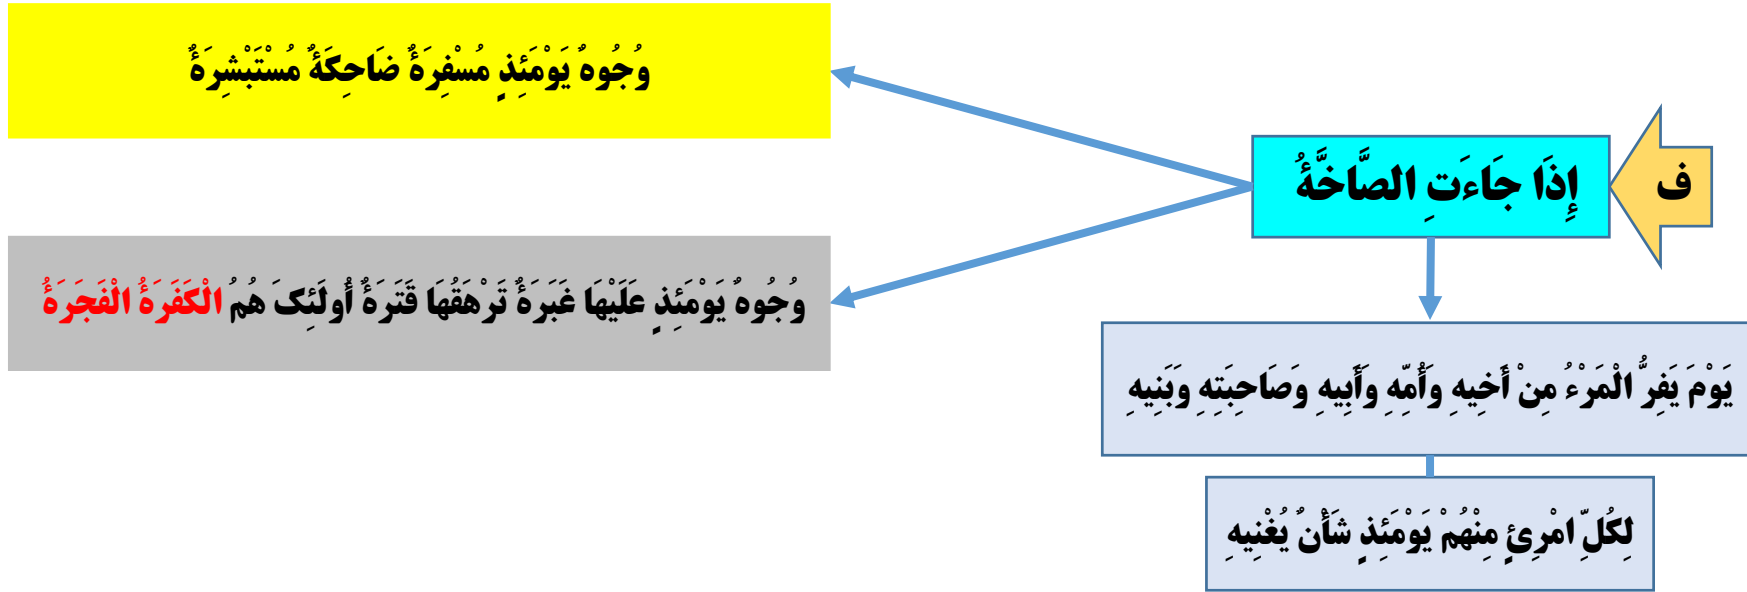 ف
إِذَا جَاءَتِ الصَّاخَّةُ
يَوْمَ يَفِرُّ الْمَرْءُ مِنْ أَخِيهِ وَأُمِّهِ وَأَبِيهِ وَصَاحِبَتِهِ وَبَنِيهِ
لِكُلِّ امْرِئٍ مِنْهُمْ يَوْمَئِذٍ شَأْنٌ يُغْنِيهِ
وُجُوهٌ يَوْمَئِذٍ مُسْفِرَةٌ ضَاحِكَةٌ مُسْتَبْشِرَةٌ
وُجُوهٌ يَوْمَئِذٍ عَلَيْهَا غَبَرَةٌ تَرْهَقُهَا قَتَرَةٌ أُولَئِكَ هُمُ الْكَفَرَةُ الْفَجَرَةُ